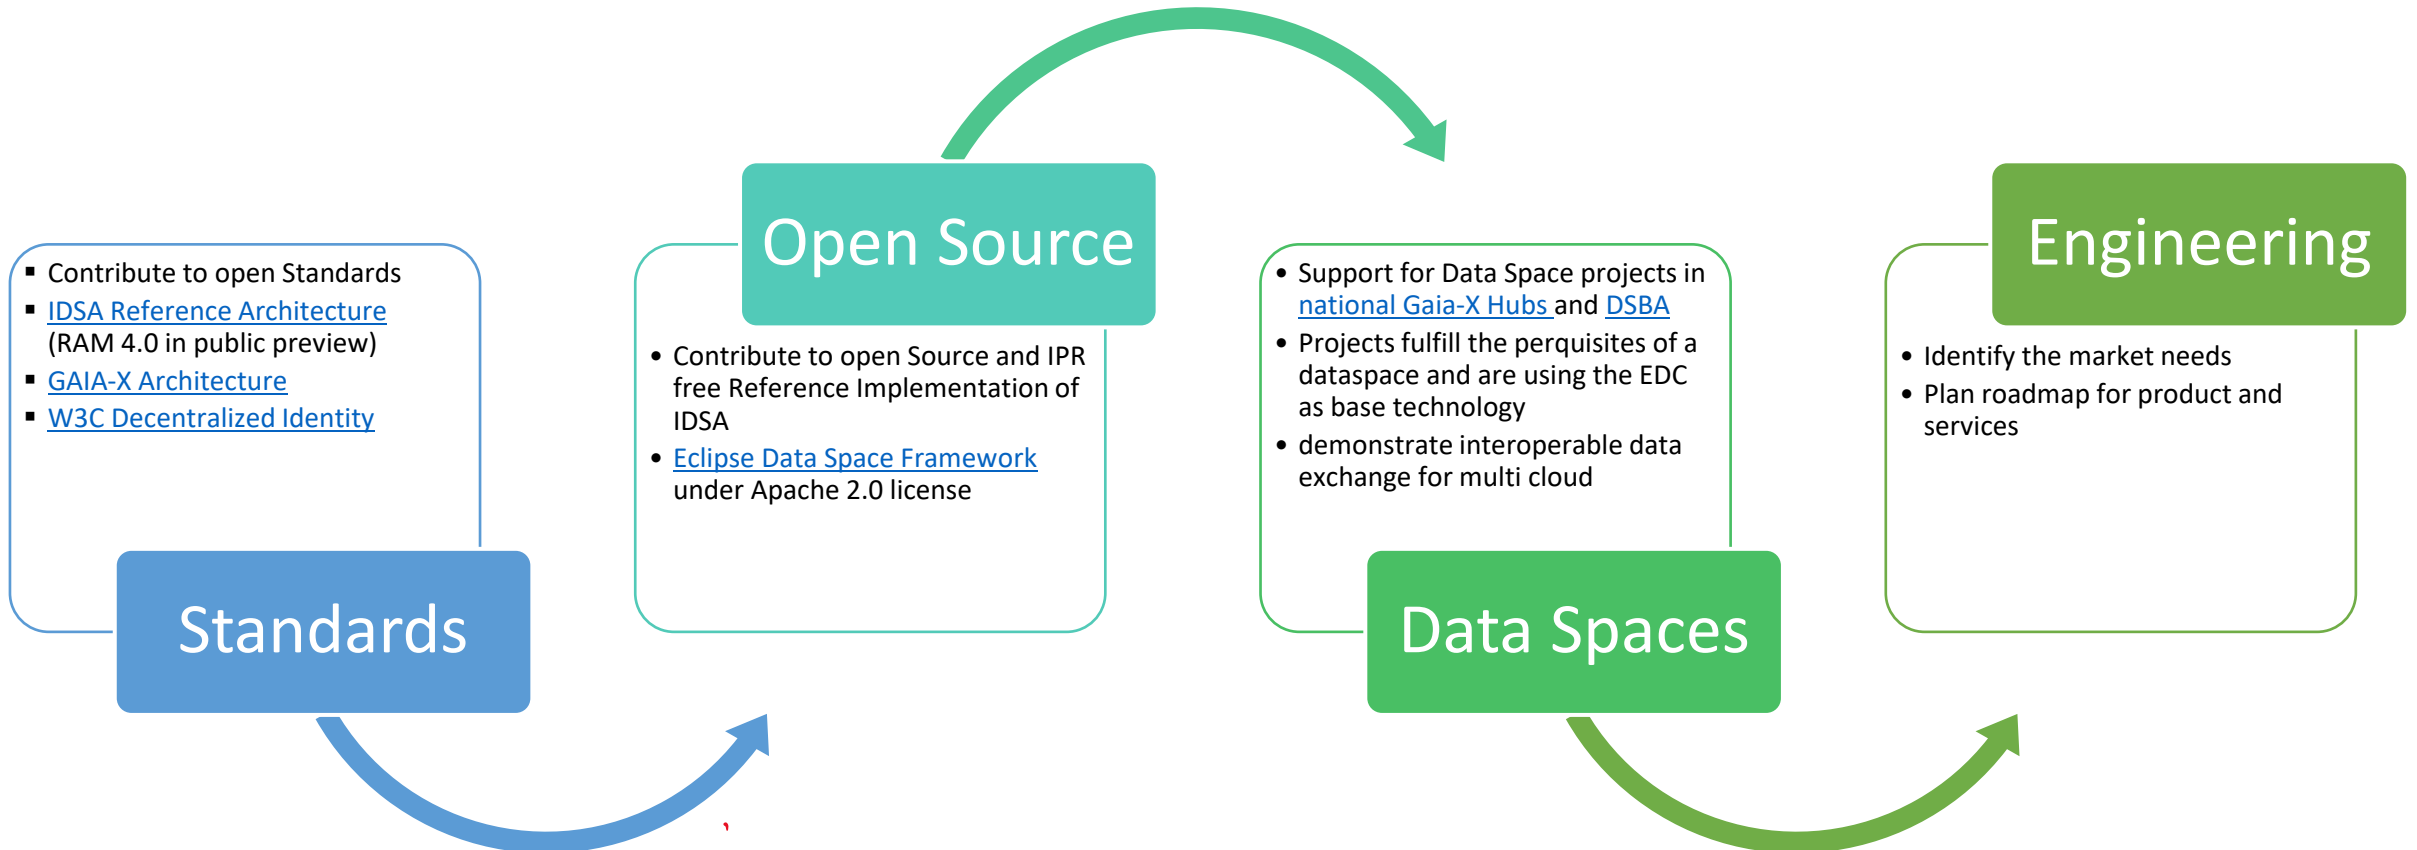 ▪ Contribute to open Standards
▪ IDSA Reference Architecture
(RAM 4.0 in public preview)
▪ GAIA-X Architecture
▪ W3C Decentralized Identity
Standards
Open Source
• Contribute to open Source and IPR
free Reference Implementation of
IDSA
• Eclipse Data Space Framework
under Apache 2.0 license
• Support for Data Space projects in
national Gaia-X Hubs and DSBA
• Projects fulfill the perquisites of a
dataspace and are using the EDC
as base technology
• demonstrate interoperable data
exchange for multi cloud
Data Spaces
Engineering
• Identify the market needs
• Plan roadmap for product and
services
,